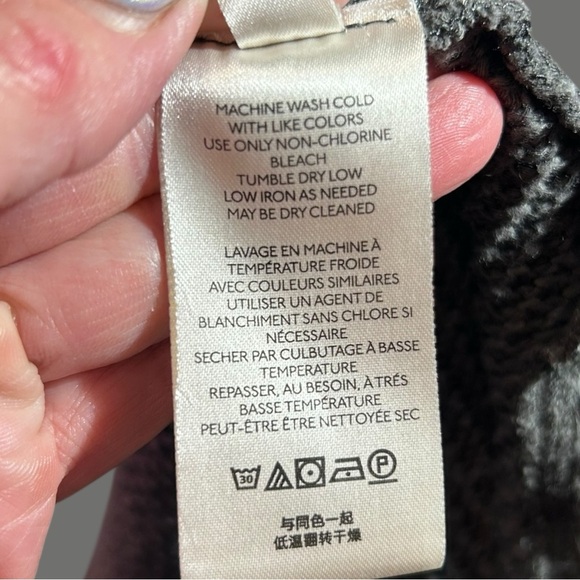 MACHINE WASH COLD
WITH LIKE COLORS
USE ONLY NON-CHLORINE
BLEACH
TUMBLE DRY LOW
LOW IRON AS NEEDED
MAY BE DRY CLEANED
LAVAGE EN MACHINE À
TEMPÉRATURE FROIDE
AVEC COULEURS SIMILAIRES
UTILISER UN AGENT DE
BLANCHIMENT SANS CHLORE SI
NÉCESSAIRE
SECHER PAR CULBUTAGE À BASSE
TEMPERATURE
REPASSER, AU BESOIN, À TRÉS
BASSE TEMPÉRATURE
PEUT-ÊTRE ÊTRE NETTOYÉE SEC
30 P
与同色一起
低温翻转干燥